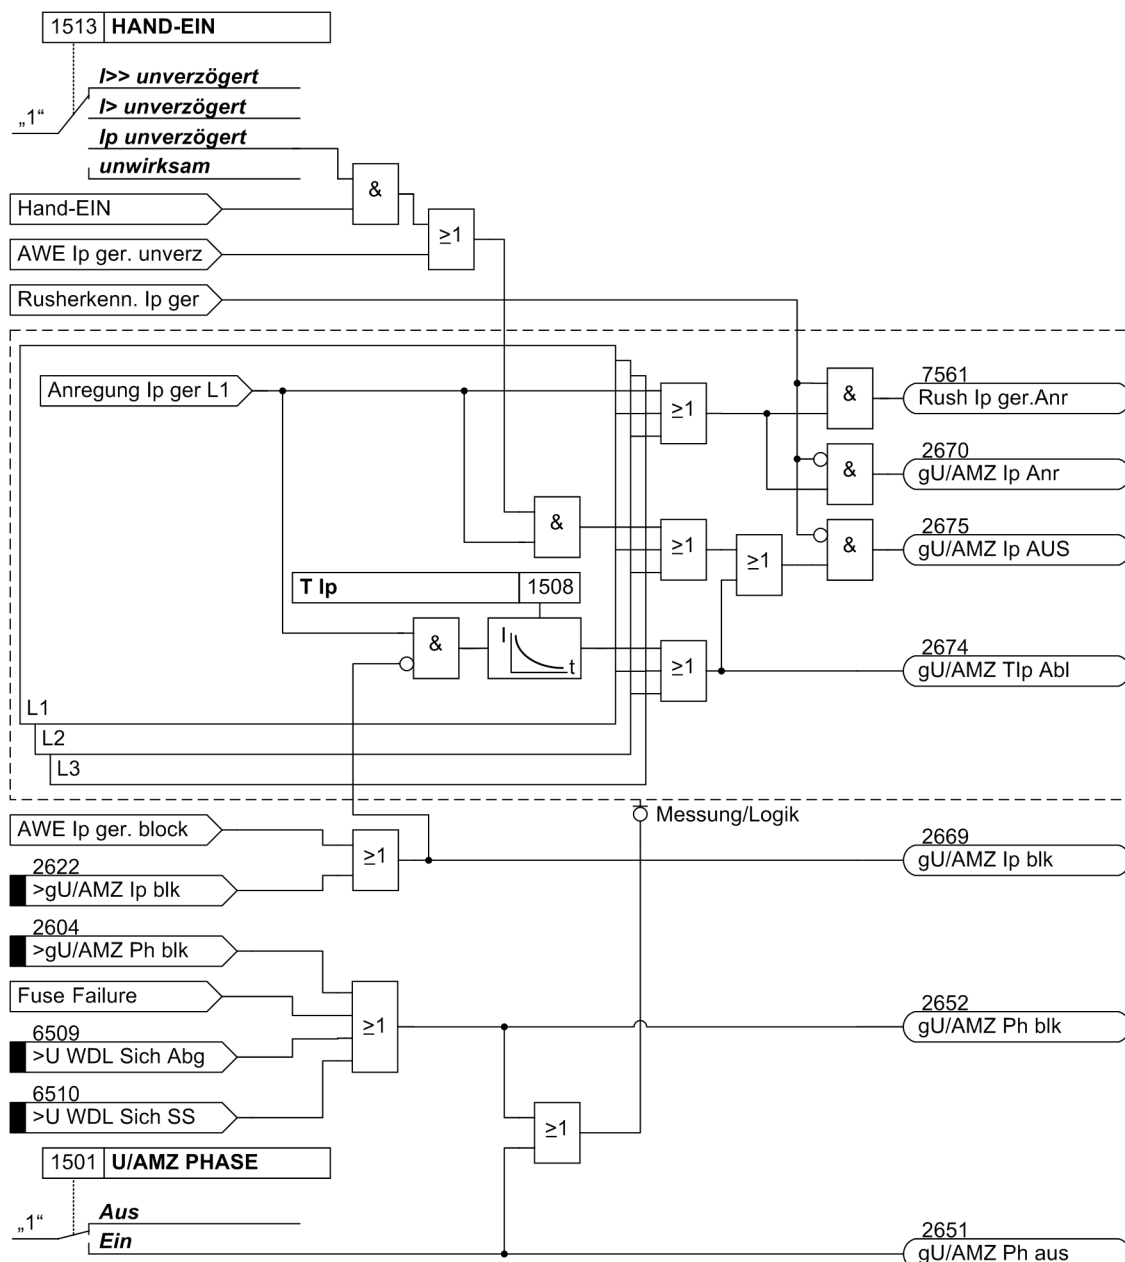 1513 HAND-EIN
I>> unverzögert
I> unverzögert
„1“
Ip unverzögert
unwirksam
&
Hand-EIN
≥1
AWE Ip ger. unverz
Rusherkenn. Ip ger
7561
Anregung Ip ger L1
≥1
&
Rush Ip ger.Anr
2670
&
gU/AMZ Ip Anr
&
2675
≥1
≥1
&
gU/AMZ Ip AUS
T Ip 1508
&
I
t
≥1
2674
gU/AMZ TIp Abl
L1
L2
L3
Messung/Logik
AWE Ip ger. block
≥1
2669
gU/AMZ Ip blk
2622
>gU/AMZ Ip blk
2604
>gU/AMZ Ph blk
Fuse Failure
≥1
2652
gU/AMZ Ph blk
6509
>U WDL Sich Abg
6510
>U WDL Sich SS
≥1
1501 U/AMZ PHASE
Aus
„1“
Ein
2651
gU/AMZ Ph aus